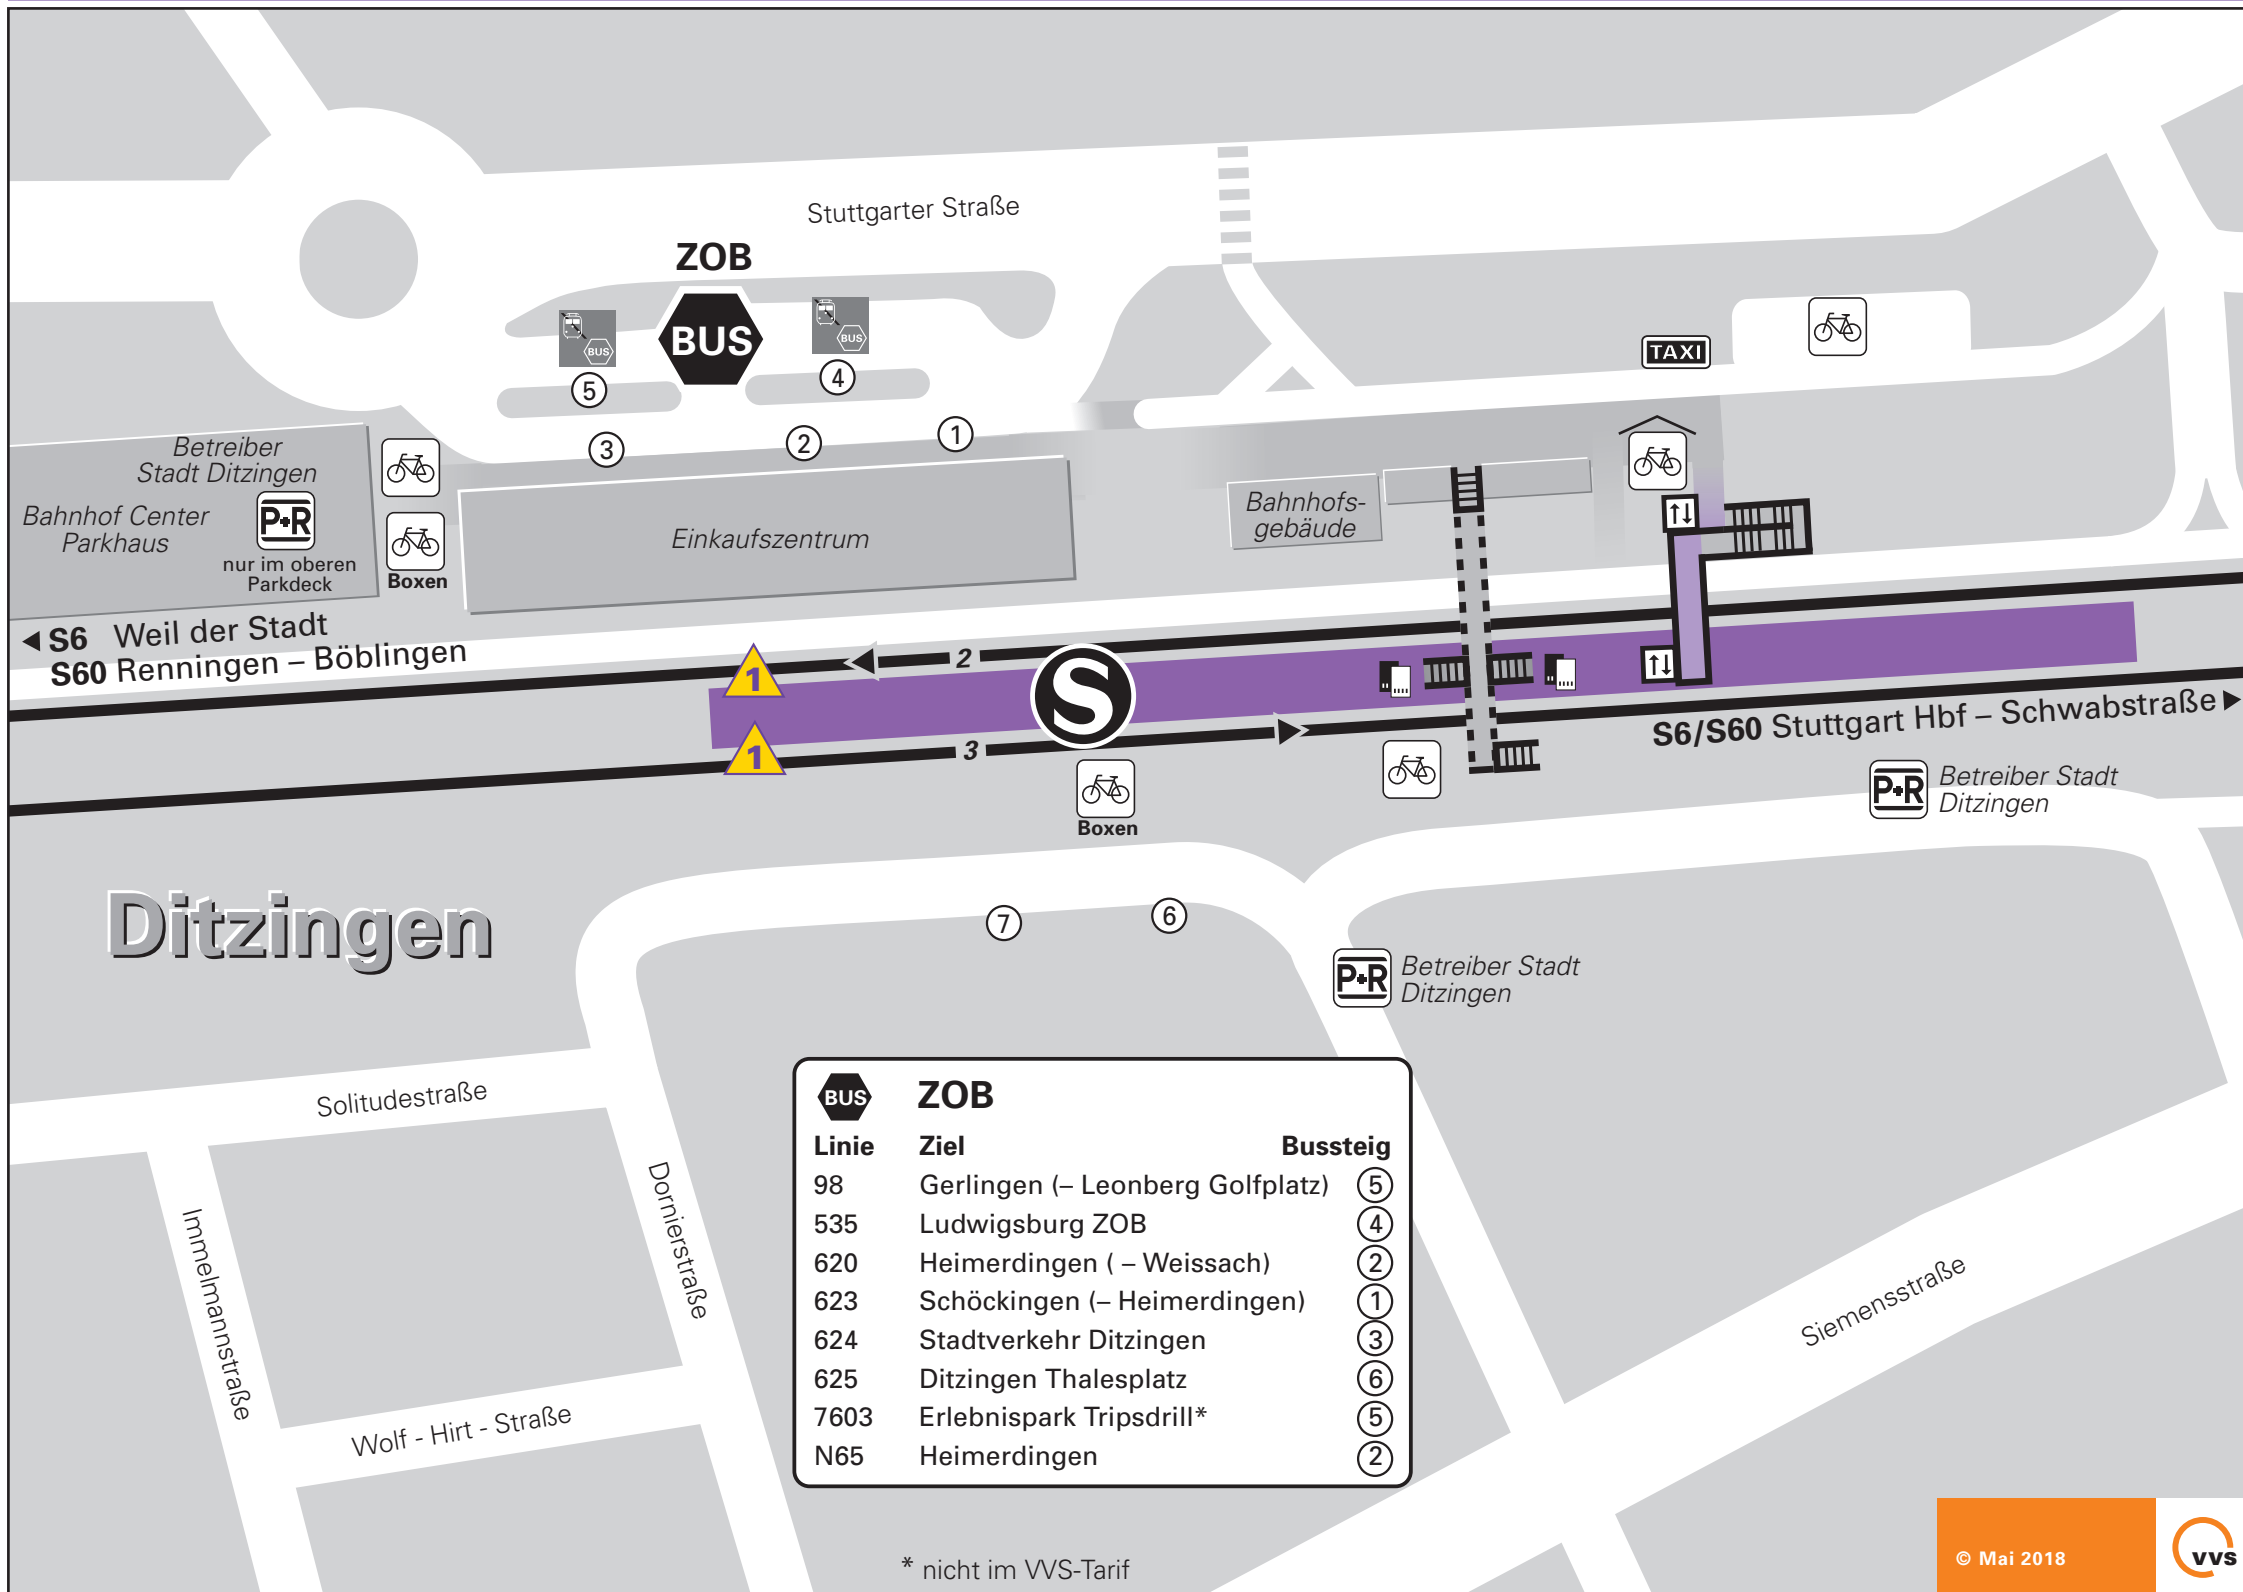 Stuttgarter Straße
ZOB
BUS
BUS
BUS
5
4
3
2
1
TAXI
Betreiber
Stadt Ditzingen
Bahnhof Center
Parkhaus
P+R
nur im oberen
Parkdeck
Boxen
Einkaufszentrum
Bahnhofs-
gebäude
S6 Weil der Stadt
S60 Renningen – Böblingen
1
2
S
1
3
S6/S60 Stuttgart Hbf – Schwabstraße
Boxen
P+R
Betreiber Stadt
Ditzingen
Ditzingen
7
6
P+R
Betreiber Stadt
Ditzingen
Solitudestraße
Immelmannstraße
Dornierstraße
Wolf - Hirt - Straße
Siemensstraße
BUS ZOB
Linie Ziel Bussteig
98 Gerlingen (– Leonberg Golfplatz) 5
535 Ludwigsburg ZOB 4
620 Heimerdingen ( – Weissach) 2
623 Schöckingen (– Heimerdingen) 1
624 Stadtverkehr Ditzingen 3
625 Ditzingen Thalesplatz 6
7603 Erlebnispark Tripsdrill* 5
N65 Heimerdingen 2
* nicht im VVS-Tarif
© Mai 2018
vvs